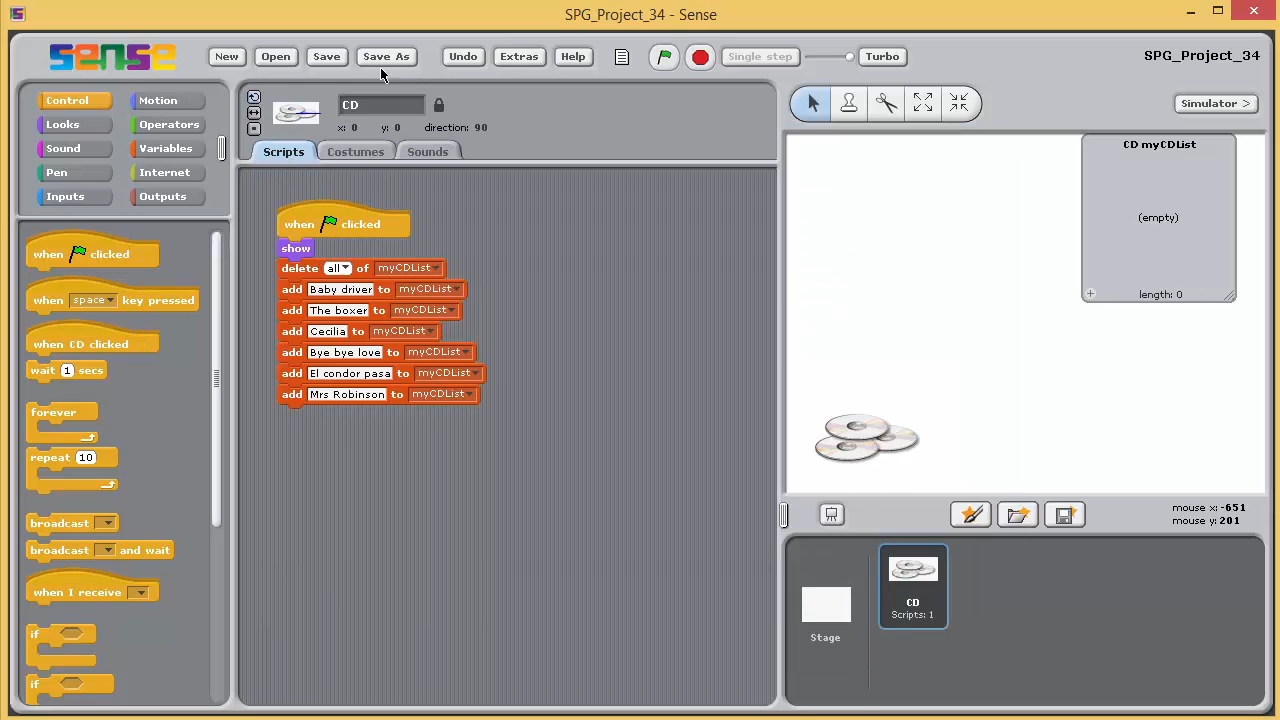 SPG_Project_34 - Sense
sense
New
Open
Save
Save As
Undo
Extras
Help
Single step
Turbo
SPG_Project_34
Control
Motion
Looks
Operators
Sound
Variables
Pen
Internet
Inputs
Outputs
CD
x: 0 y: 0 direction: 90
Scripts
Costumes
Sounds
Simulator >
when clicked
when space key pressed
when CD clicked
wait 1 secs
forever
repeat 10
broadcast
broadcast and wait
when I receive
if
if
when clicked
show
delete all of myCDList
add Baby driver to myCDList
add The boxer to myCDList
add Cecilia to myCDList
add Bye bye love to myCDList
add El condor pasa to myCDList
add Mrs Robinson to myCDList
CD myCDList
(empty)
+ length: 0
mouse x: -651
mouse y: 201
Stage
CD
Scripts: 1